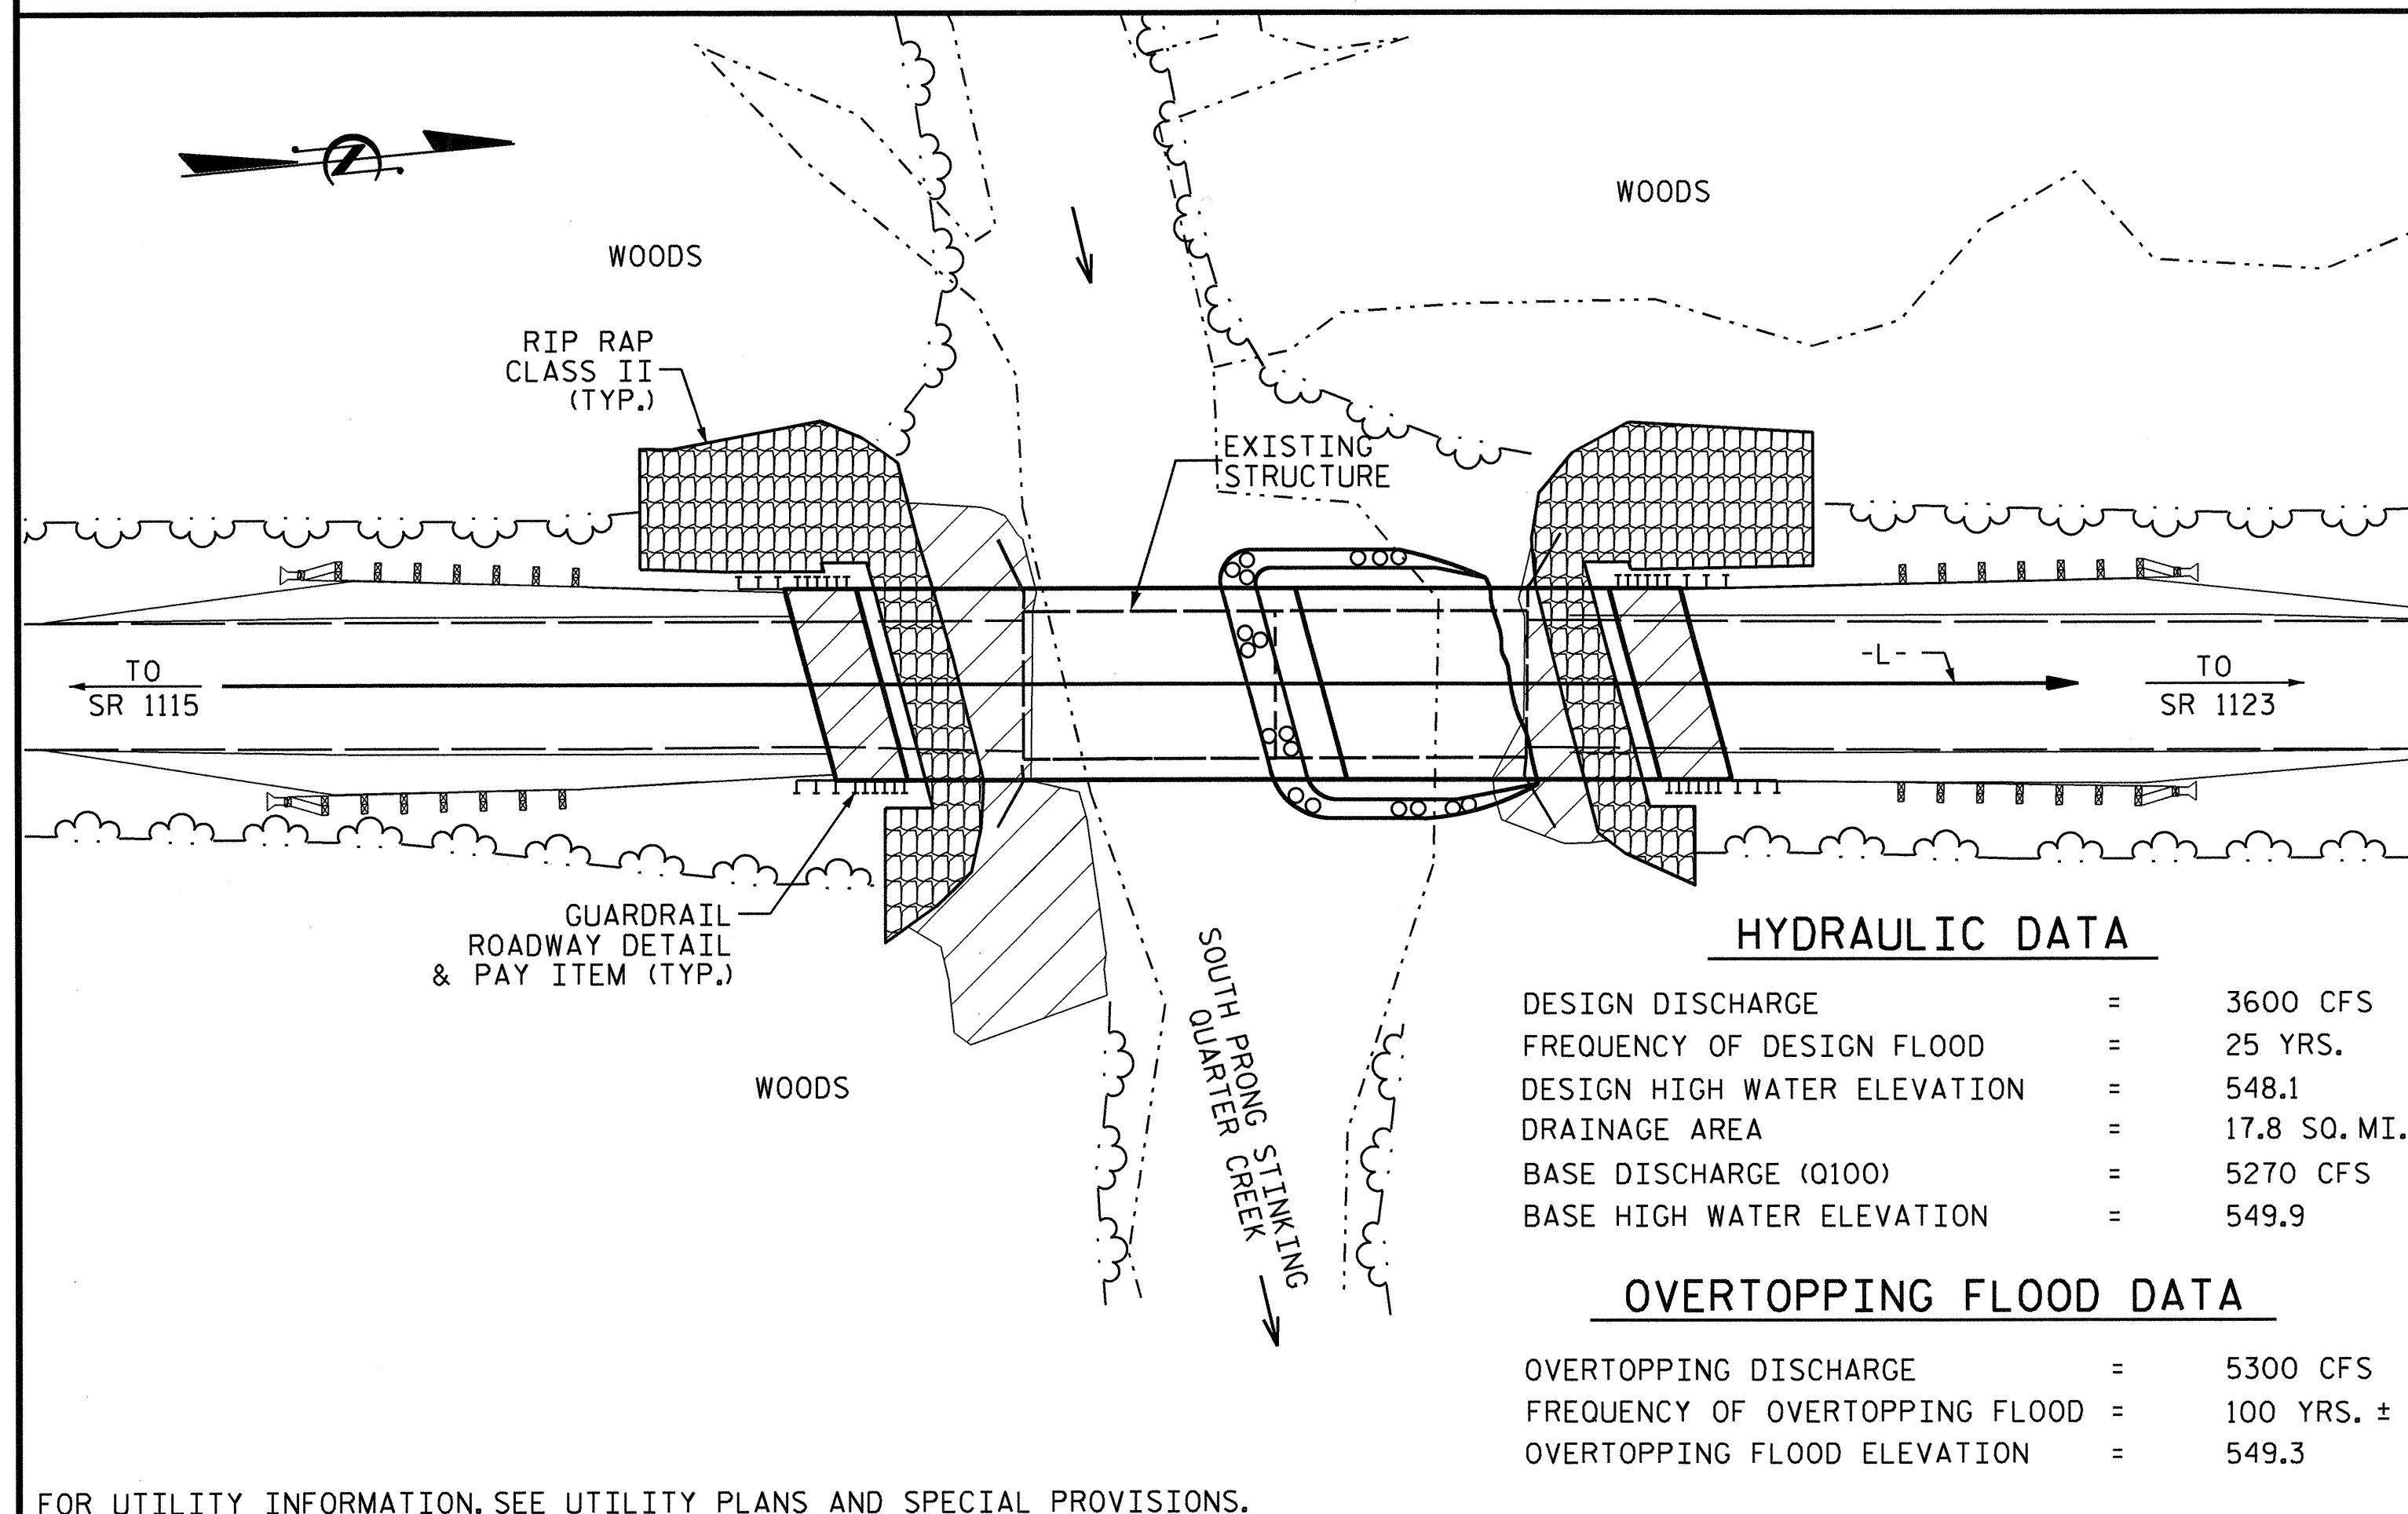 WOODS
WOODS
RIP RAP
CLASS II
(TYP.)
EXISTING
STRUCTURE
-L-
TO
SR 1115
TO
SR 1123
GUARDRAIL
ROADWAY DETAIL
& PAY ITEM (TYP.)
WOODS
SOUTH PRONG STINKING
QUARTER CREEK
HYDRAULIC DATA
DESIGN DISCHARGE = 3600 CFS
FREQUENCY OF DESIGN FLOOD = 25 YRS.
DESIGN HIGH WATER ELEVATION = 548.1
DRAINAGE AREA = 17.8 SQ. MI.
BASE DISCHARGE (Q100) = 5270 CFS
BASE HIGH WATER ELEVATION = 549.9
OVERTOPPING FLOOD DATA
OVERTOPPING DISCHARGE = 5300 CFS
FREQUENCY OF OVERTOPPING FLOOD = 100 YRS. ±
OVERTOPPING FLOOD ELEVATION = 549.3
FOR UTILITY INFORMATION. SEE UTILITY PLANS AND SPECIAL PROVISIONS.